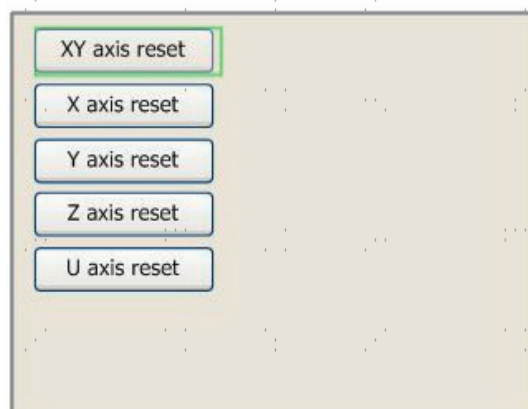 XY axis reset
X axis reset
Y axis reset
Z axis reset
U axis reset